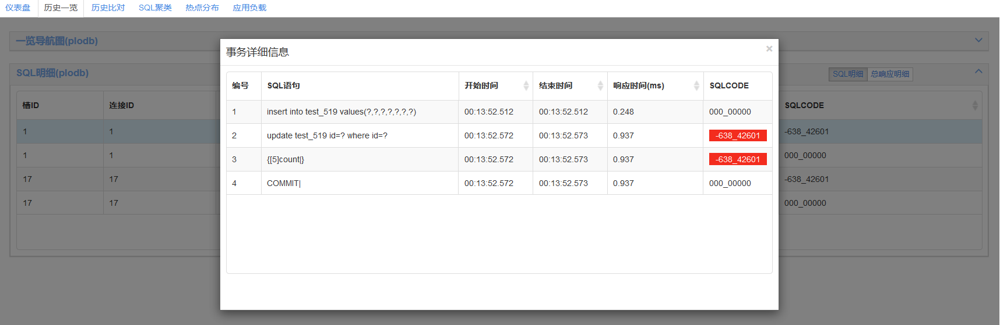 仪表盘 历史一览 历史比对 SQL聚类 热点分布 应用负载
一览导航图(plodb)
事务详细信息 ×
SQL明细(plodb) SQL明细 总响应明细
编号 SQL语句 开始时间 结束时间 响应时间(ms) SQLCODE
槽ID 连接ID SQLCODE
1 insert into test_519 values(?,?,?,?,?,?,?) 00:13:52.512 00:13:52.512 0.248 000_00000
1 1 -638_42601
2 update test_519 id=? where id=? 00:13:52.572 00:13:52.573 0.937 -638_42601
1 1 000_00000
3 {[5]count|} 00:13:52.572 00:13:52.573 0.937 -638_42601
17 17 -638_42601
4 COMMIT| 00:13:52.572 00:13:52.573 0.937 000_00000
17 17 000_00000